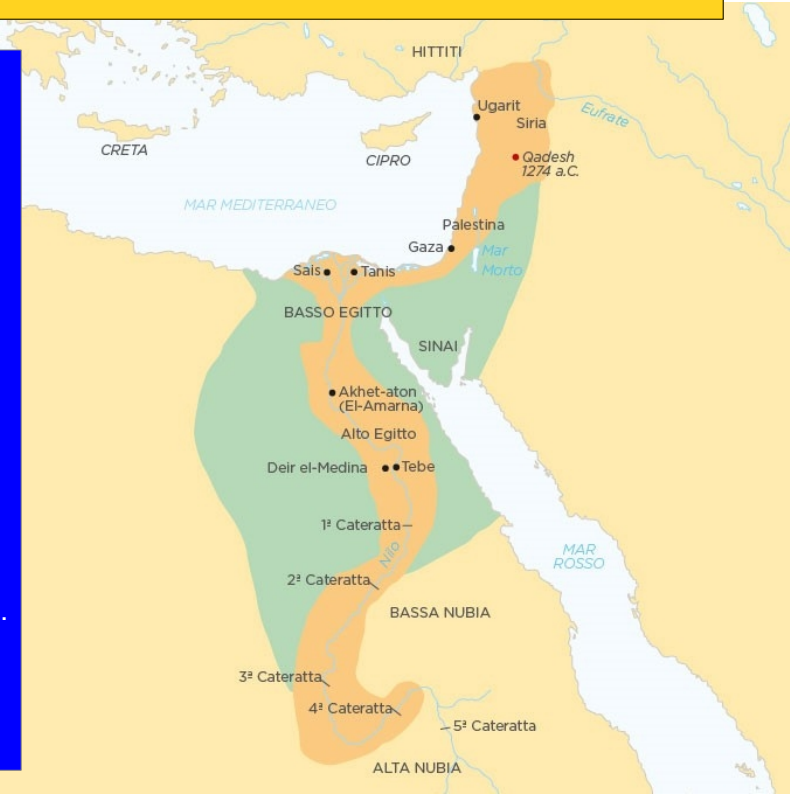 HITTITI
Ugarit
Siria
Eufrate
CRETA
CIPRO
Qadesh
1274 a.C.
MAR MEDITERRANEO
Palestina
Gaza
Mar
Morto
Sais
Tanis
BASSO EGITTO
SINAI
Akhet-aton
(El-Amarna)
Alto Egitto
Deir el-Medina
Tebe
1ª Cateratta
Nilo
MAR
ROSSO
2ª Cateratta
BASSA NUBIA
.
3ª Cateratta
4ª Cateratta
5ª Cateratta
ALTA NUBIA